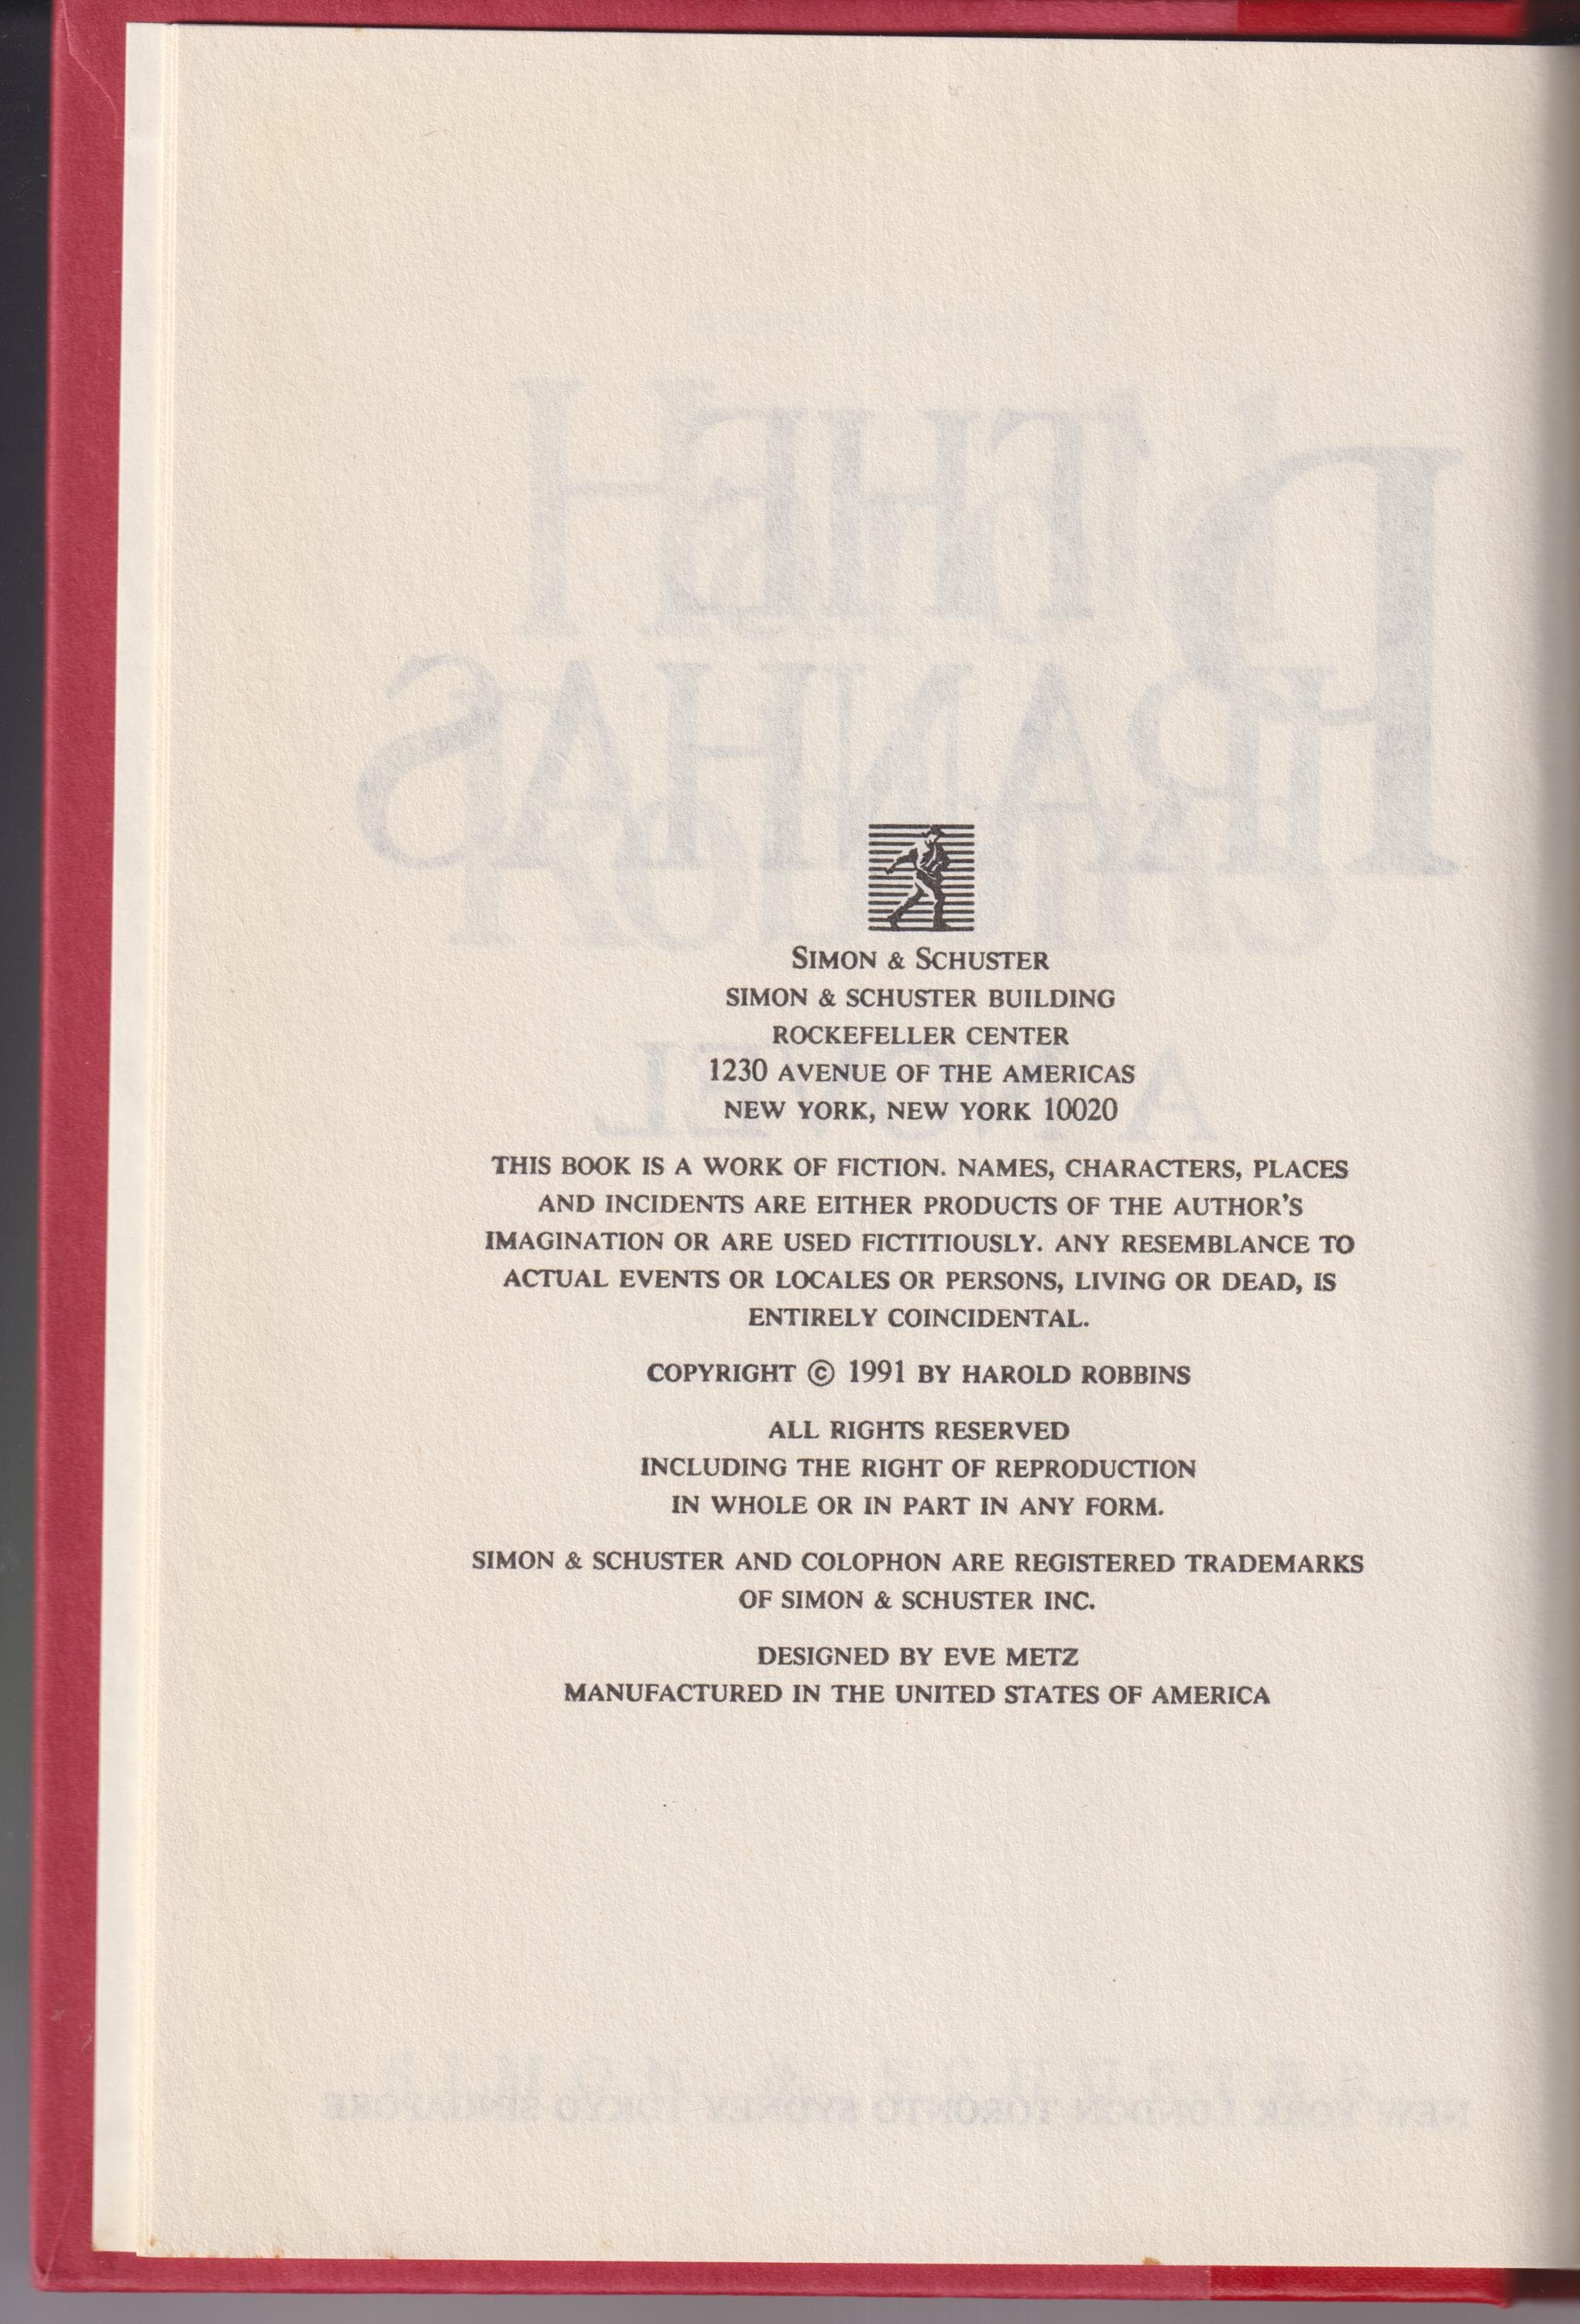 SIMON & SCHUSTER
SIMON & SCHUSTER BUILDING
ROCKEFELLER CENTER
1230 AVENUE OF THE AMERICAS
NEW YORK, NEW YORK 10020
THIS BOOK IS A WORK OF FICTION. NAMES, CHARACTERS, PLACES
AND INCIDENTS ARE EITHER PRODUCTS OF THE AUTHOR'S
IMAGINATION OR ARE USED FICTITIOUSLY. ANY RESEMBLANCE TO
ACTUAL EVENTS OR LOCALES OR PERSONS, LIVING OR DEAD, IS
ENTIRELY COINCIDENTAL.
COPYRIGHT © 1991 BY HAROLD ROBBINS
ALL RIGHTS RESERVED
INCLUDING THE RIGHT OF REPRODUCTION
IN WHOLE OR IN PART IN ANY FORM.
SIMON & SCHUSTER AND COLOPHON ARE REGISTERED TRADEMARKS
OF SIMON & SCHUSTER INC.
DESIGNED BY EVE METZ
MANUFACTURED IN THE UNITED STATES OF AMERICA